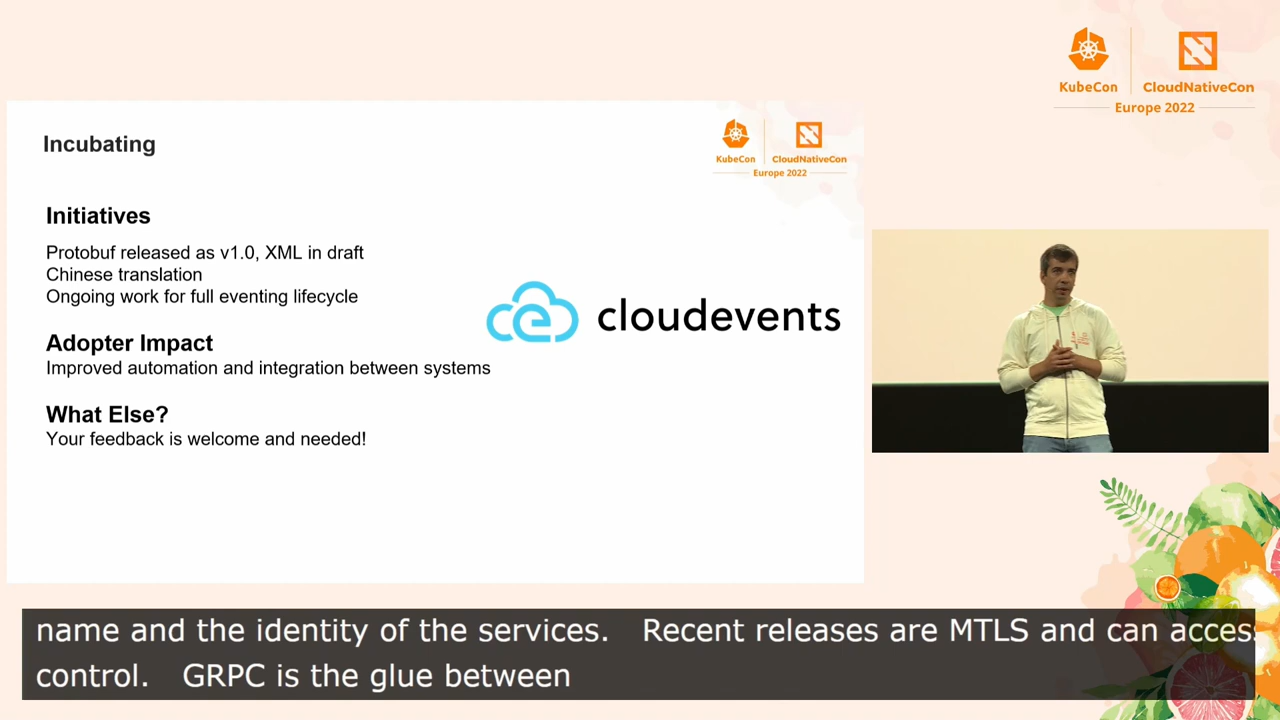 KubeCon
CloudNativeCon
Europe 2022
Incubating
KubeCon
CloudNativeCon
Europe 2022
Initiatives
Protobuf released as v1.0, XML in draft
Chinese translation
Ongoing work for full eventing lifecycle
cloudevents
Adopter Impact
Improved automation and integration between systems
What Else?
Your feedback is welcome and needed!
name and the identity of the services. Recent releases are MTLS and can acces
control. GRPC is the glue between